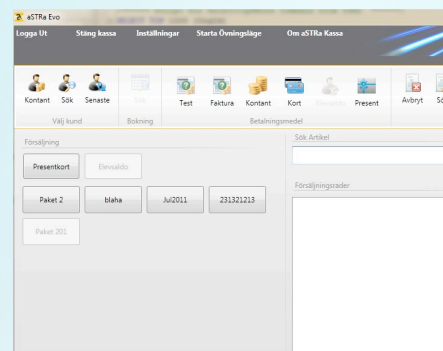 aSTRa Evo
Logga Ut Stäng kassa Inställningar Starta Övningsläge Om aSTRa Kassa
Kontant Sök Senaste Sök Test Faktura Kontant Kort Elevsaldo Present Avbryt
Välj kund Bokning Betalningsmedel
Försäljning Sök Artikel
Presentkort Elevsaldo
Försäljningsrader
Paket 2 blaha Jul2011 231321213
Paket 201